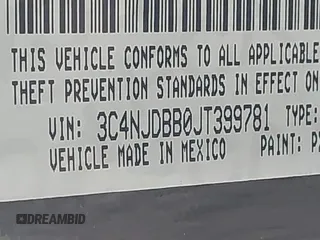 THIS VEHICLE CONFORMS TO ALL APPLICABLE
THEFT PREVENTION STANDARDS IN EFFECT ON
VIN: 3C4NJDBB0JT399781 TYPE:
VEHICLE MADE IN MEXICO PAINT:
DREAMBID